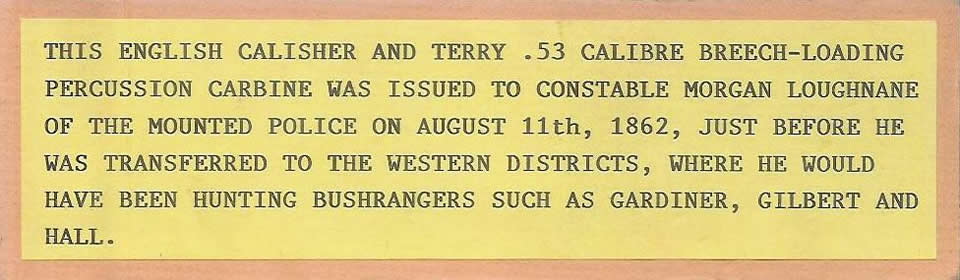 THIS ENGLISH CALISHER AND TERRY .53 CALIBRE BREECH-LOADING
PERCUSSION CARBINE WAS ISSUED TO CONSTABLE MORGAN LOUGHNANE
OF THE MOUNTED POLICE ON AUGUST 11th, 1862, JUST BEFORE HE
WAS TRANSFERRED TO THE WESTERN DISTRICTS, WHERE HE WOULD
HAVE BEEN HUNTING BUSHRANGERS SUCH AS GARDINER, GILBERT AND
HALL.